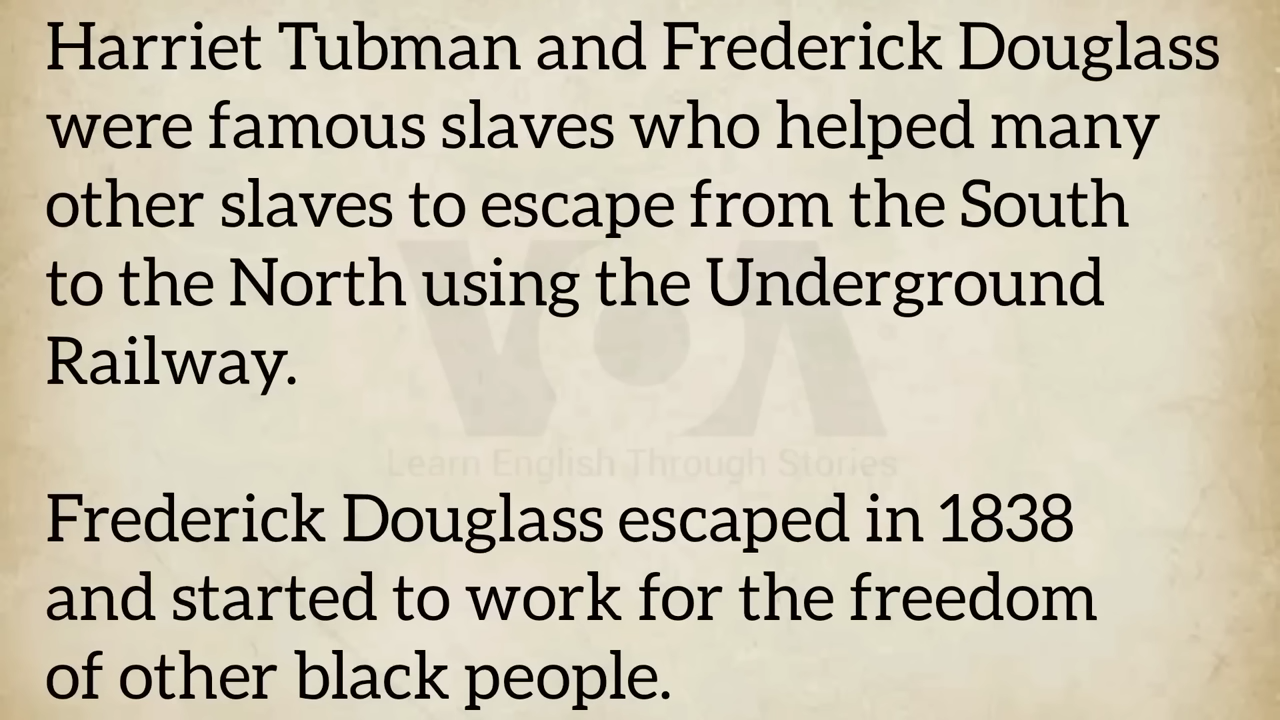 Harriet Tubman and Frederick Douglass
were famous slaves who helped many
other slaves to escape from the South
to the North using the Underground
Railway.
VOA
Learn English Through Stories
Frederick Douglass escaped in 1838
and started to work for the freedom
of other black people.